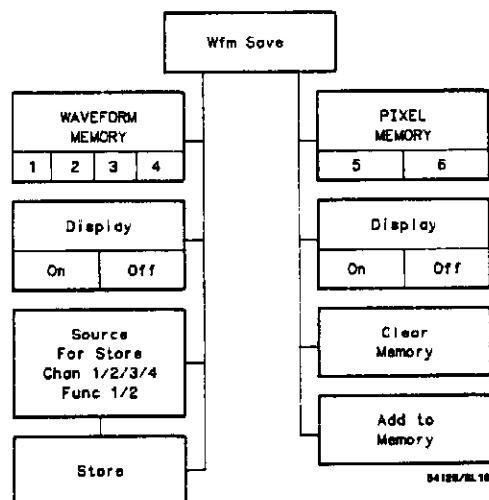 Wfm Save
WAVEFORM
MEMORY
1 2 3 4
Display
On Off
Source
For Store
Chan 1/2/3/4
Func 1/2
Store
PIXEL
MEMORY
5 6
Display
On Off
Clear
Memory
Add to
Memory